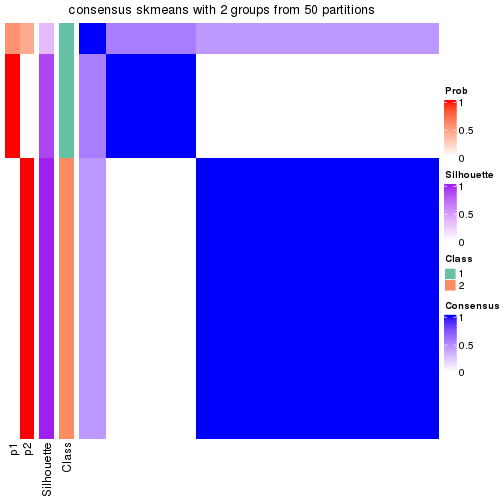 consensus skmeans with 2 groups from 50 partitions
Prob
1
0.5
0
Silhouette
1
0.5
0
Class
1
2
Consensus
1
0.5
0
p1
p2
Silhouette
Class